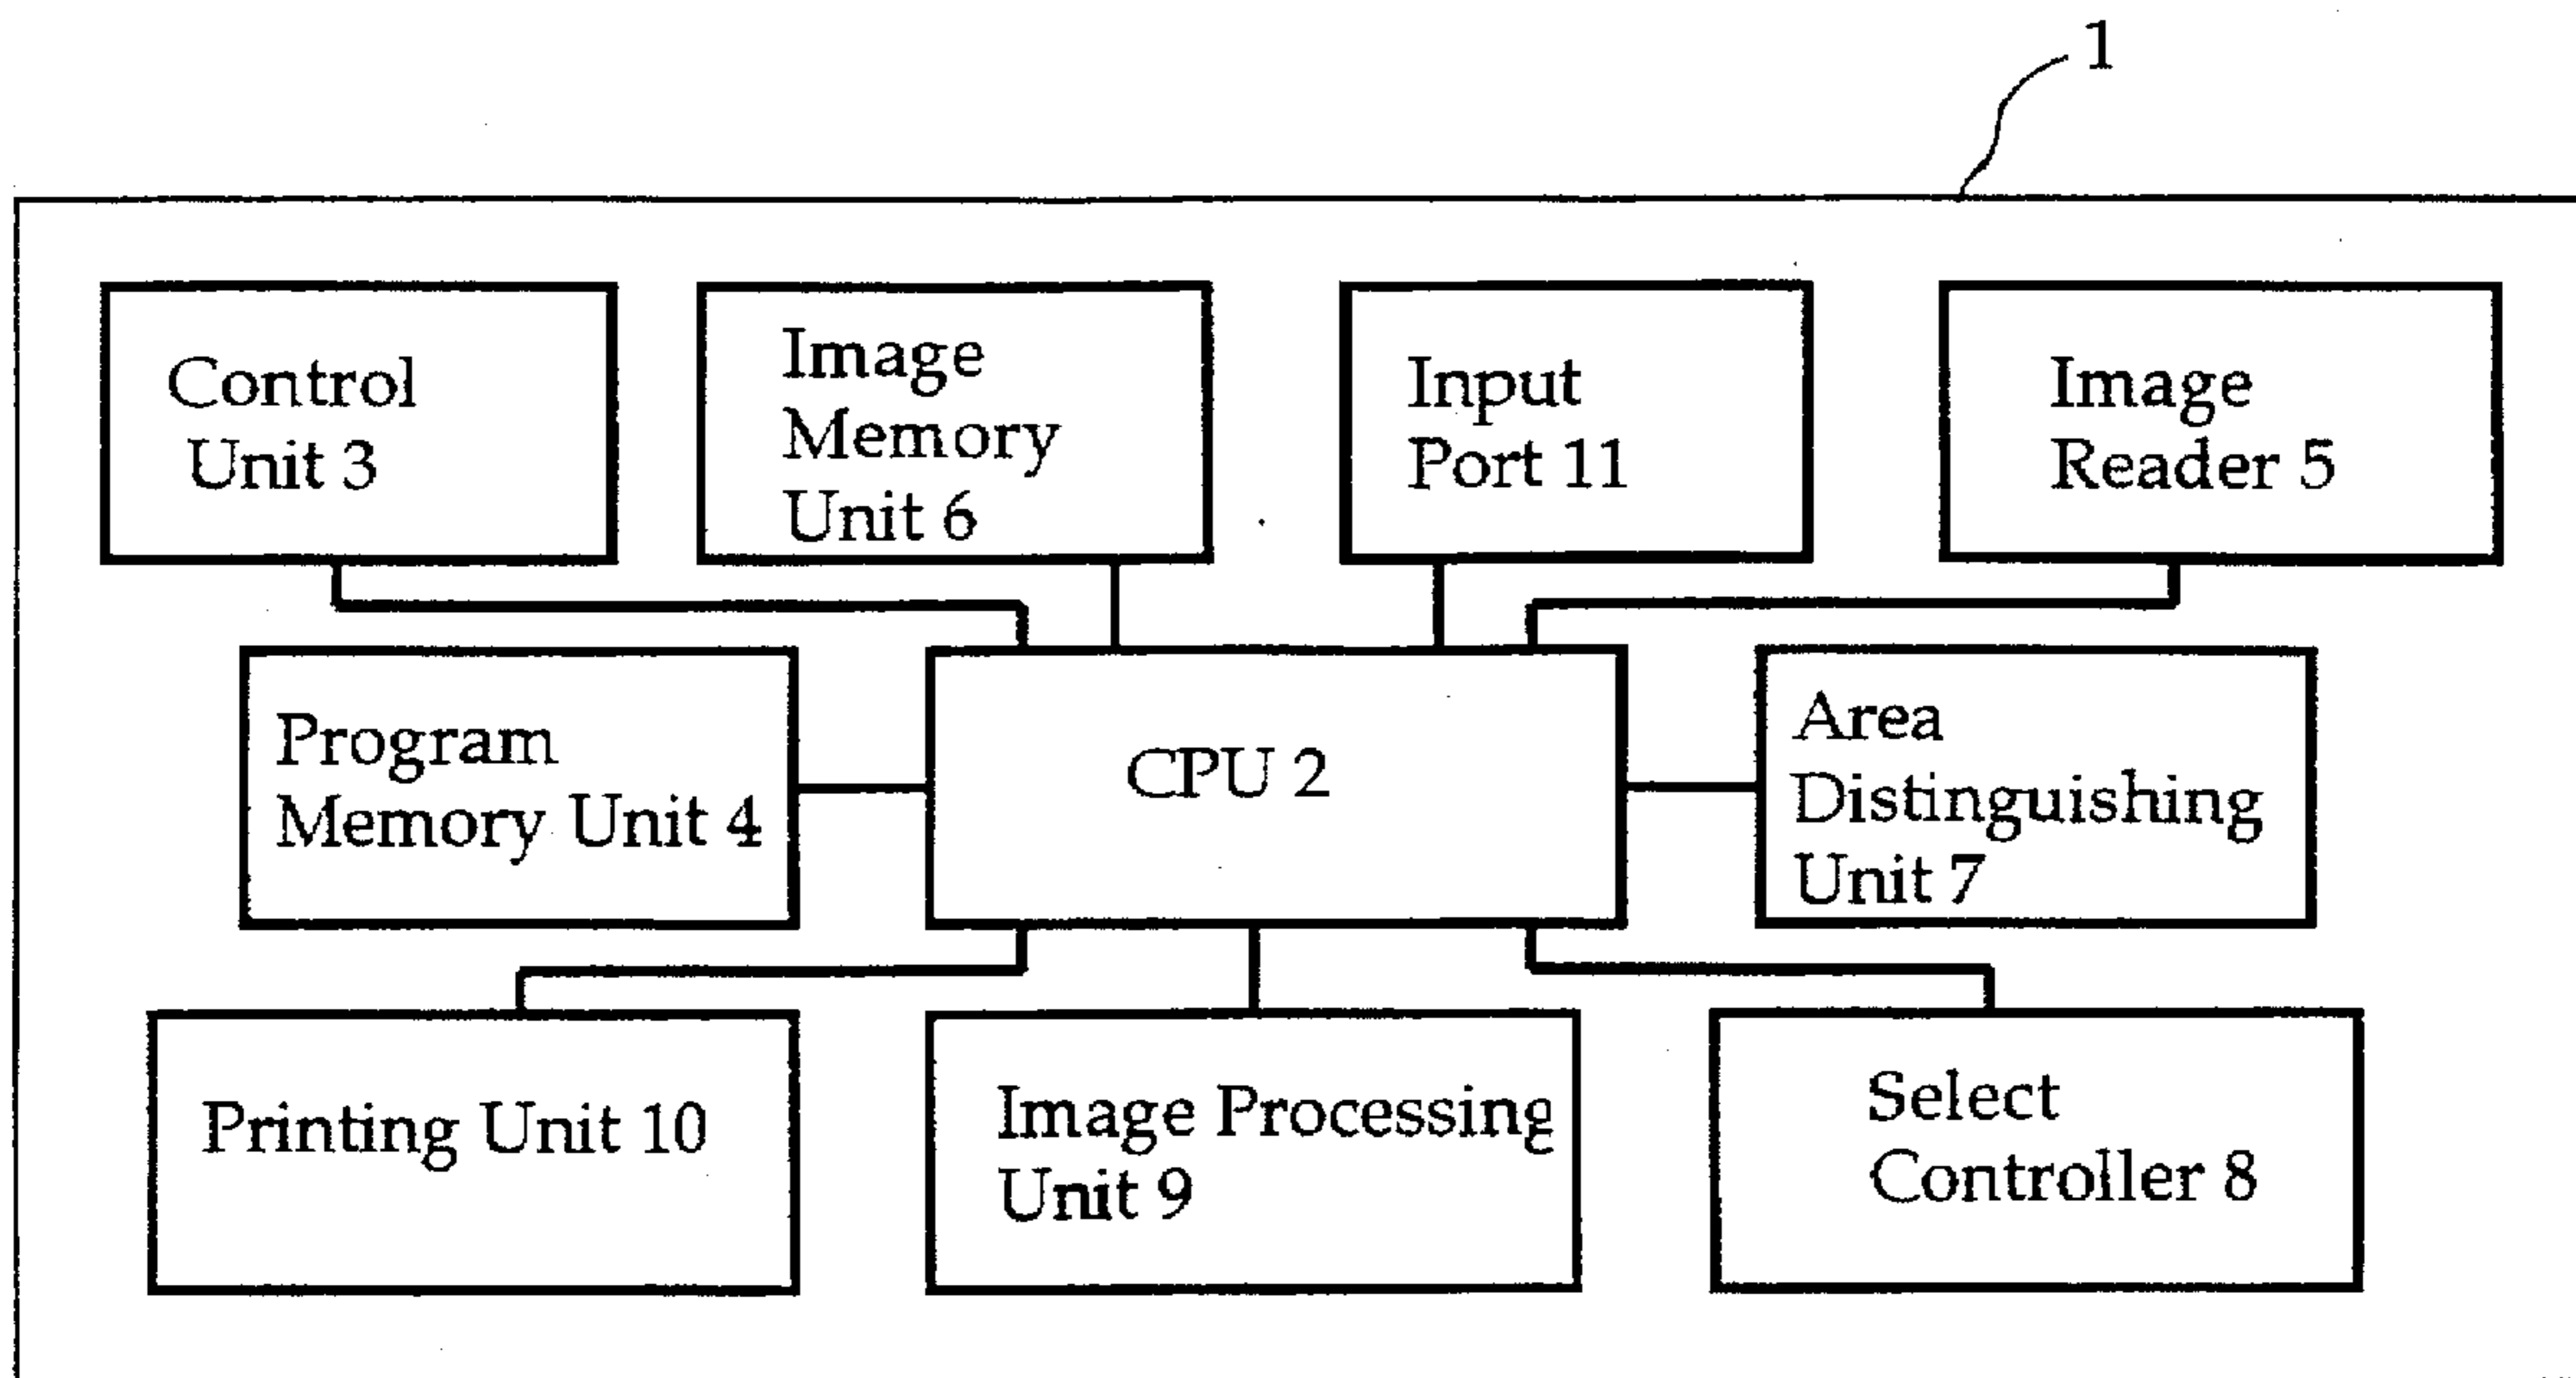 1
Control
Unit 3
Image
Memory
Unit 6
Input
Port 11
Image
Reader 5
Program
Memory Unit 4
CPU 2
Area
Distinguishing
Unit 7
Printing Unit 10
Image Processing
Unit 9
Select
Controller 8